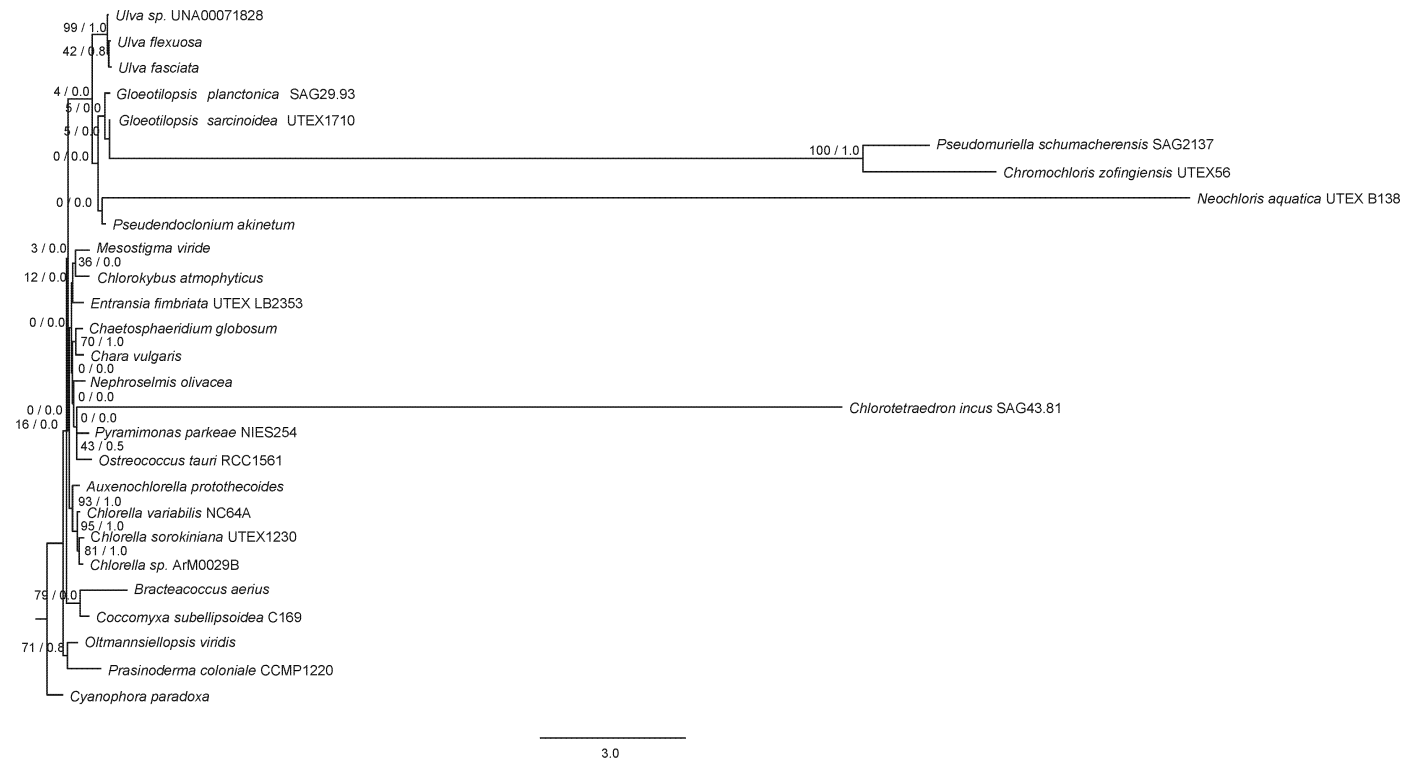 Ulva sp. UNA00071828
99 / 1.0
Ulva flexuosa
42 / 0.8
Ulva fasciata
4 / 0.0
Gloeotilopsis planctonica SAG29.93
5 / 0.0
Gloeotilopsis sarcinoidea UTEX1710
5 / 0.0
Pseudomuriella schumacherensis SAG2137
100 / 1.0
0 / 0.0
Chromochloris zofingiensis UTEX56
Neochloris aquatica UTEX B138
0 / 0.0
Pseudendoclonium akinetum
3 / 0.0
Mesostigma viride
36 / 0.0
12 / 0.0
Chlorokybus atmophyticus
Entransia fimbriata UTEX LB2353
0 / 0.0
Chaetosphaeridium globosum
70 / 1.0
Chara vulgaris
0 / 0.0
Nephroselmis olivacea
0 / 0.0
Chlorotetraedron incus SAG43.81
0 / 0.0
0 / 0.0
16 / 0.0
Pyramimonas parkeae NIES254
43 / 0.5
Ostreococcus tauri RCC1561
Auxenochlorella protothecoides
93 / 1.0
Chlorella variabilis NC64A
95 / 1.0
Chlorella sorokiniana UTEX1230
81 / 1.0
Chlorella sp. ArM0029B
Bracteacoccus aerius
79 / 0.0
Coccomyxa subellipsoidea C169
Oltmannsiellopsis viridis
71 / 0.8
Prasinoderma coloniale CCMP1220
Cyanophora paradoxa
3.0